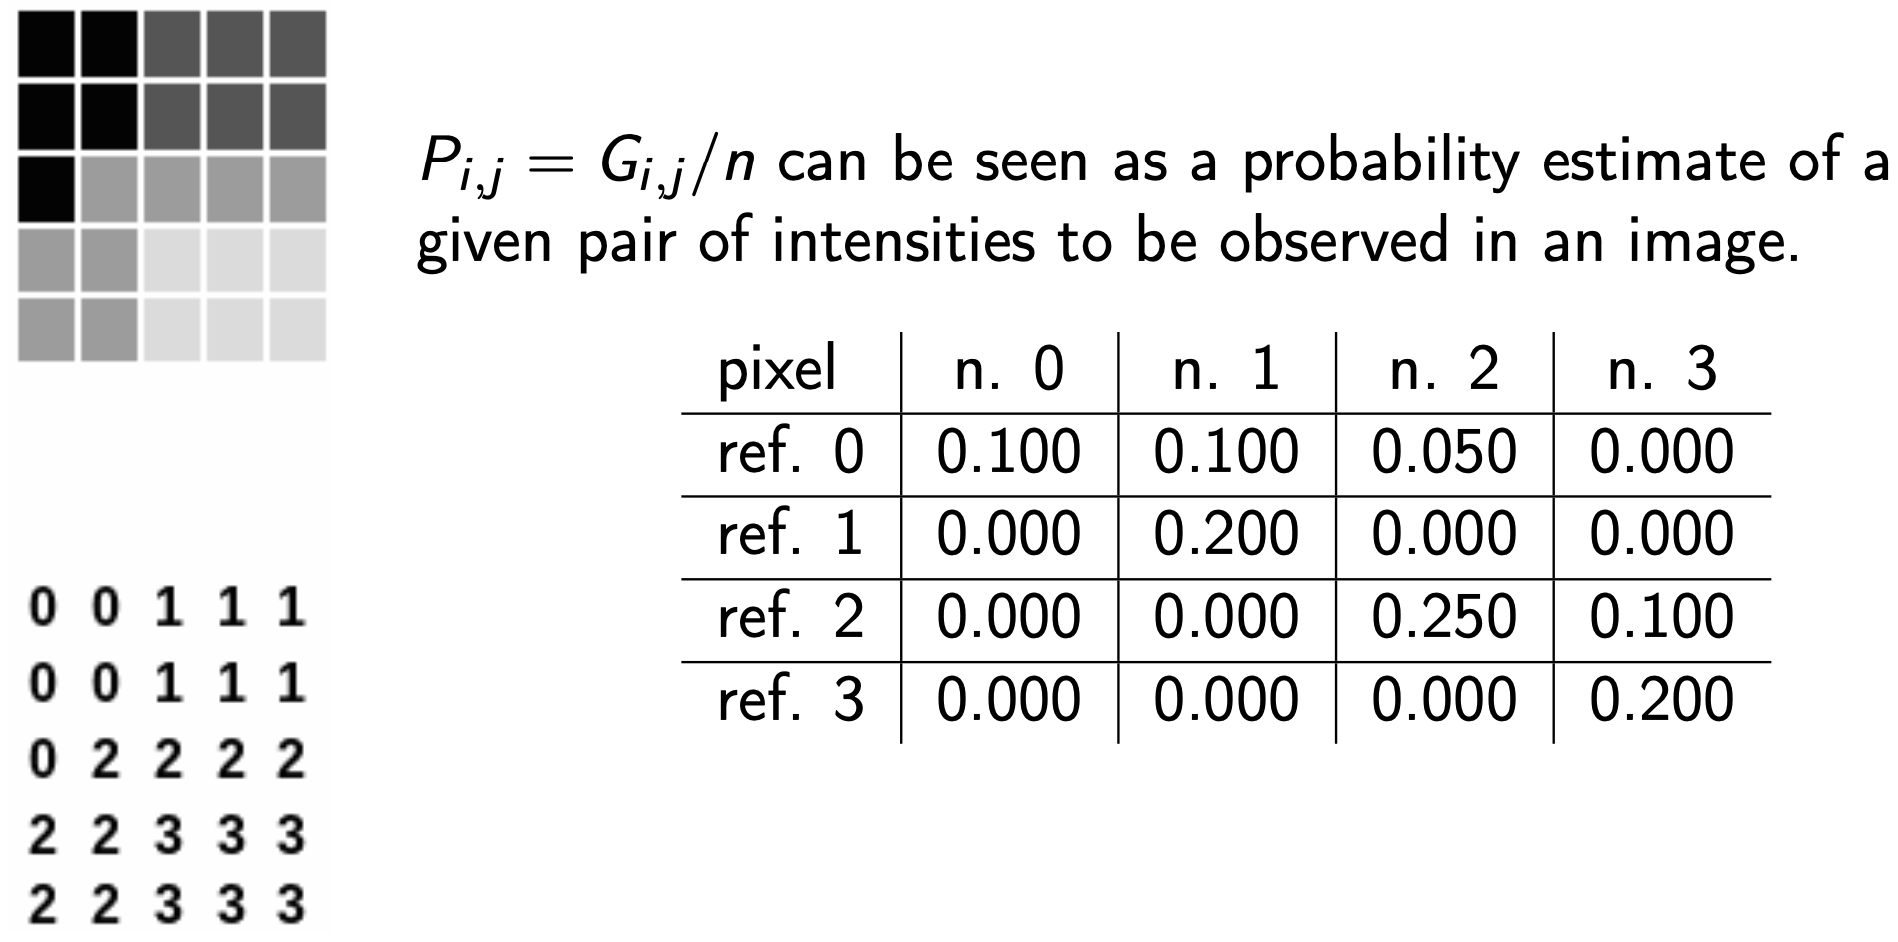 P_{i,j} = G_{i,j}/n can be seen as a probability estimate of a
given pair of intensities to be observed in an image.
pixel n. 0 n. 1 n. 2 n. 3
ref. 0 0.100 0.100 0.050 0.000
ref. 1 0.000 0.200 0.000 0.000
ref. 2 0.000 0.000 0.250 0.100
ref. 3 0.000 0.000 0.000 0.200
0 0 1 1 1
0 0 1 1 1
0 2 2 2 2
2 2 3 3 3
2 2 3 3 3